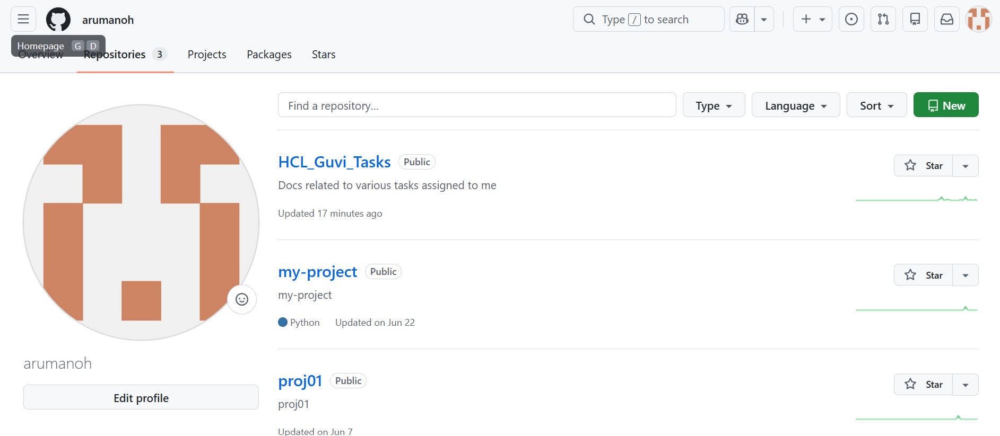 arumanoh
Type / to search
Homepage G D
Overview
Repositories 3
Projects
Packages
Stars
Find a repository...
Type
Language
Sort
New
HCL_Guvi_Tasks Public
Star
Docs related to various tasks assigned to me
Updated 17 minutes ago
my-project Public
Star
my-project
Python Updated on Jun 22
arumanoh
Edit profile
proj01 Public
Star
proj01
Updated on Jun 7